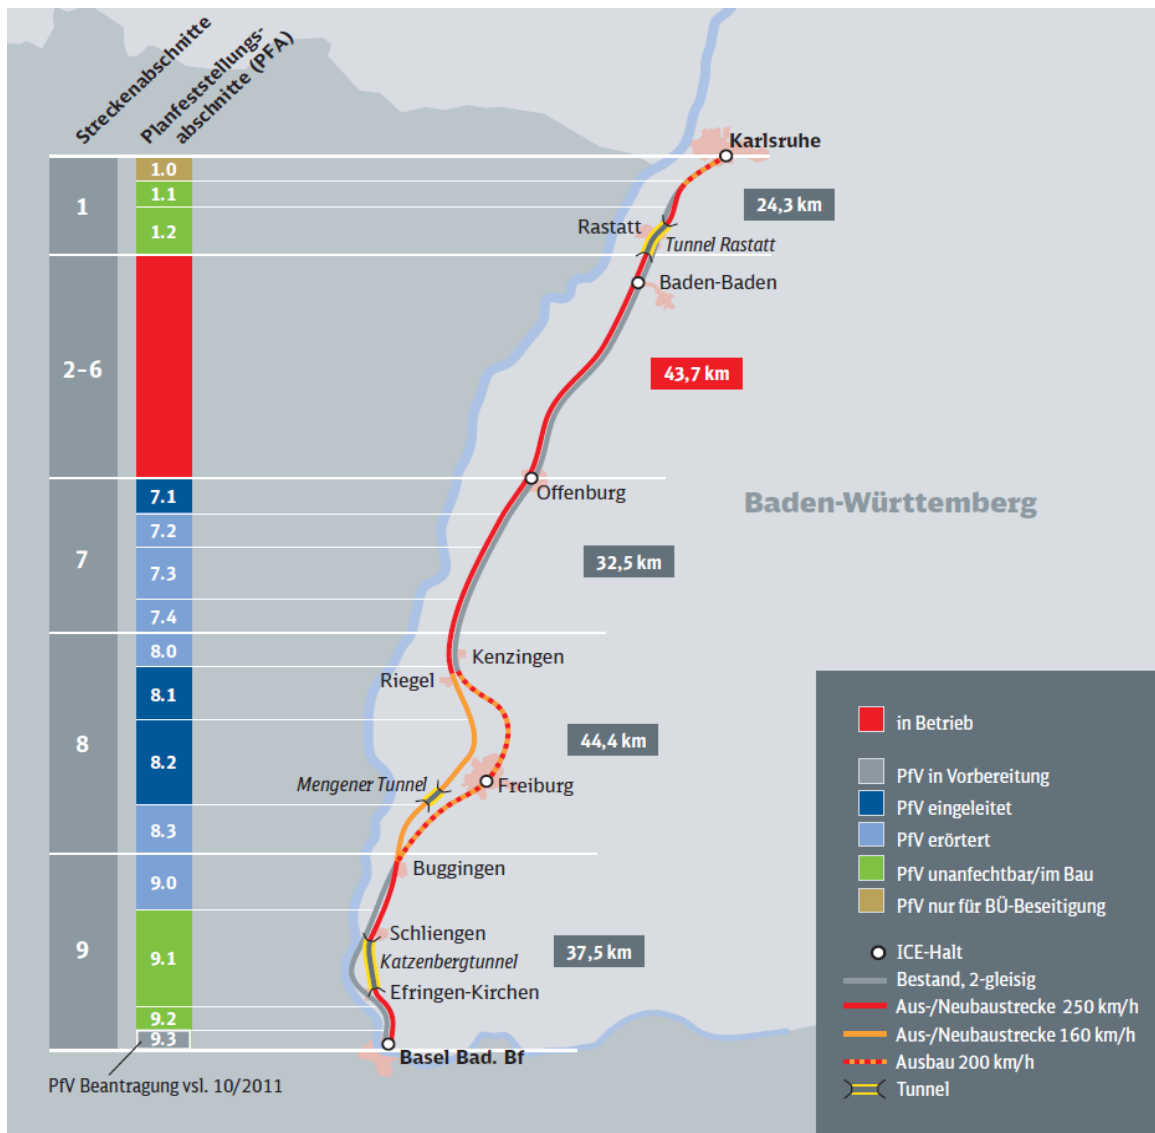 Streckenabschnitte
Planfeststellungs-
abschnitte (PFA)
1
2–6
7
8
9
1.0
1.1
1.2
7.1
7.2
7.3
7.4
8.0
8.1
8.2
8.3
9.0
9.1
9.2
9.3
PfV Beantragung vsl. 10/2011
Karlsruhe
24,3 km
Rastatt
Tunnel Rastatt
Baden-Baden
43,7 km
Offenburg
Baden-Württemberg
32,5 km
Kenzingen
Riegel
44,4 km
Mengener Tunnel
Freiburg
Buggingen
Schliengen
37,5 km
Katzenbergtunnel
Efringen-Kirchen
Basel Bad. Bf
in Betrieb
PfV in Vorbereitung
PfV eingeleitet
PfV erörtert
PfV unanfechtbar/im Bau
PfV nur für BÜ-Beseitigung
ICE-Halt
Bestand, 2-gleisig
Aus-/Neubaustrecke 250 km/h
Aus-/Neubaustrecke 160 km/h
Ausbau 200 km/h
Tunnel